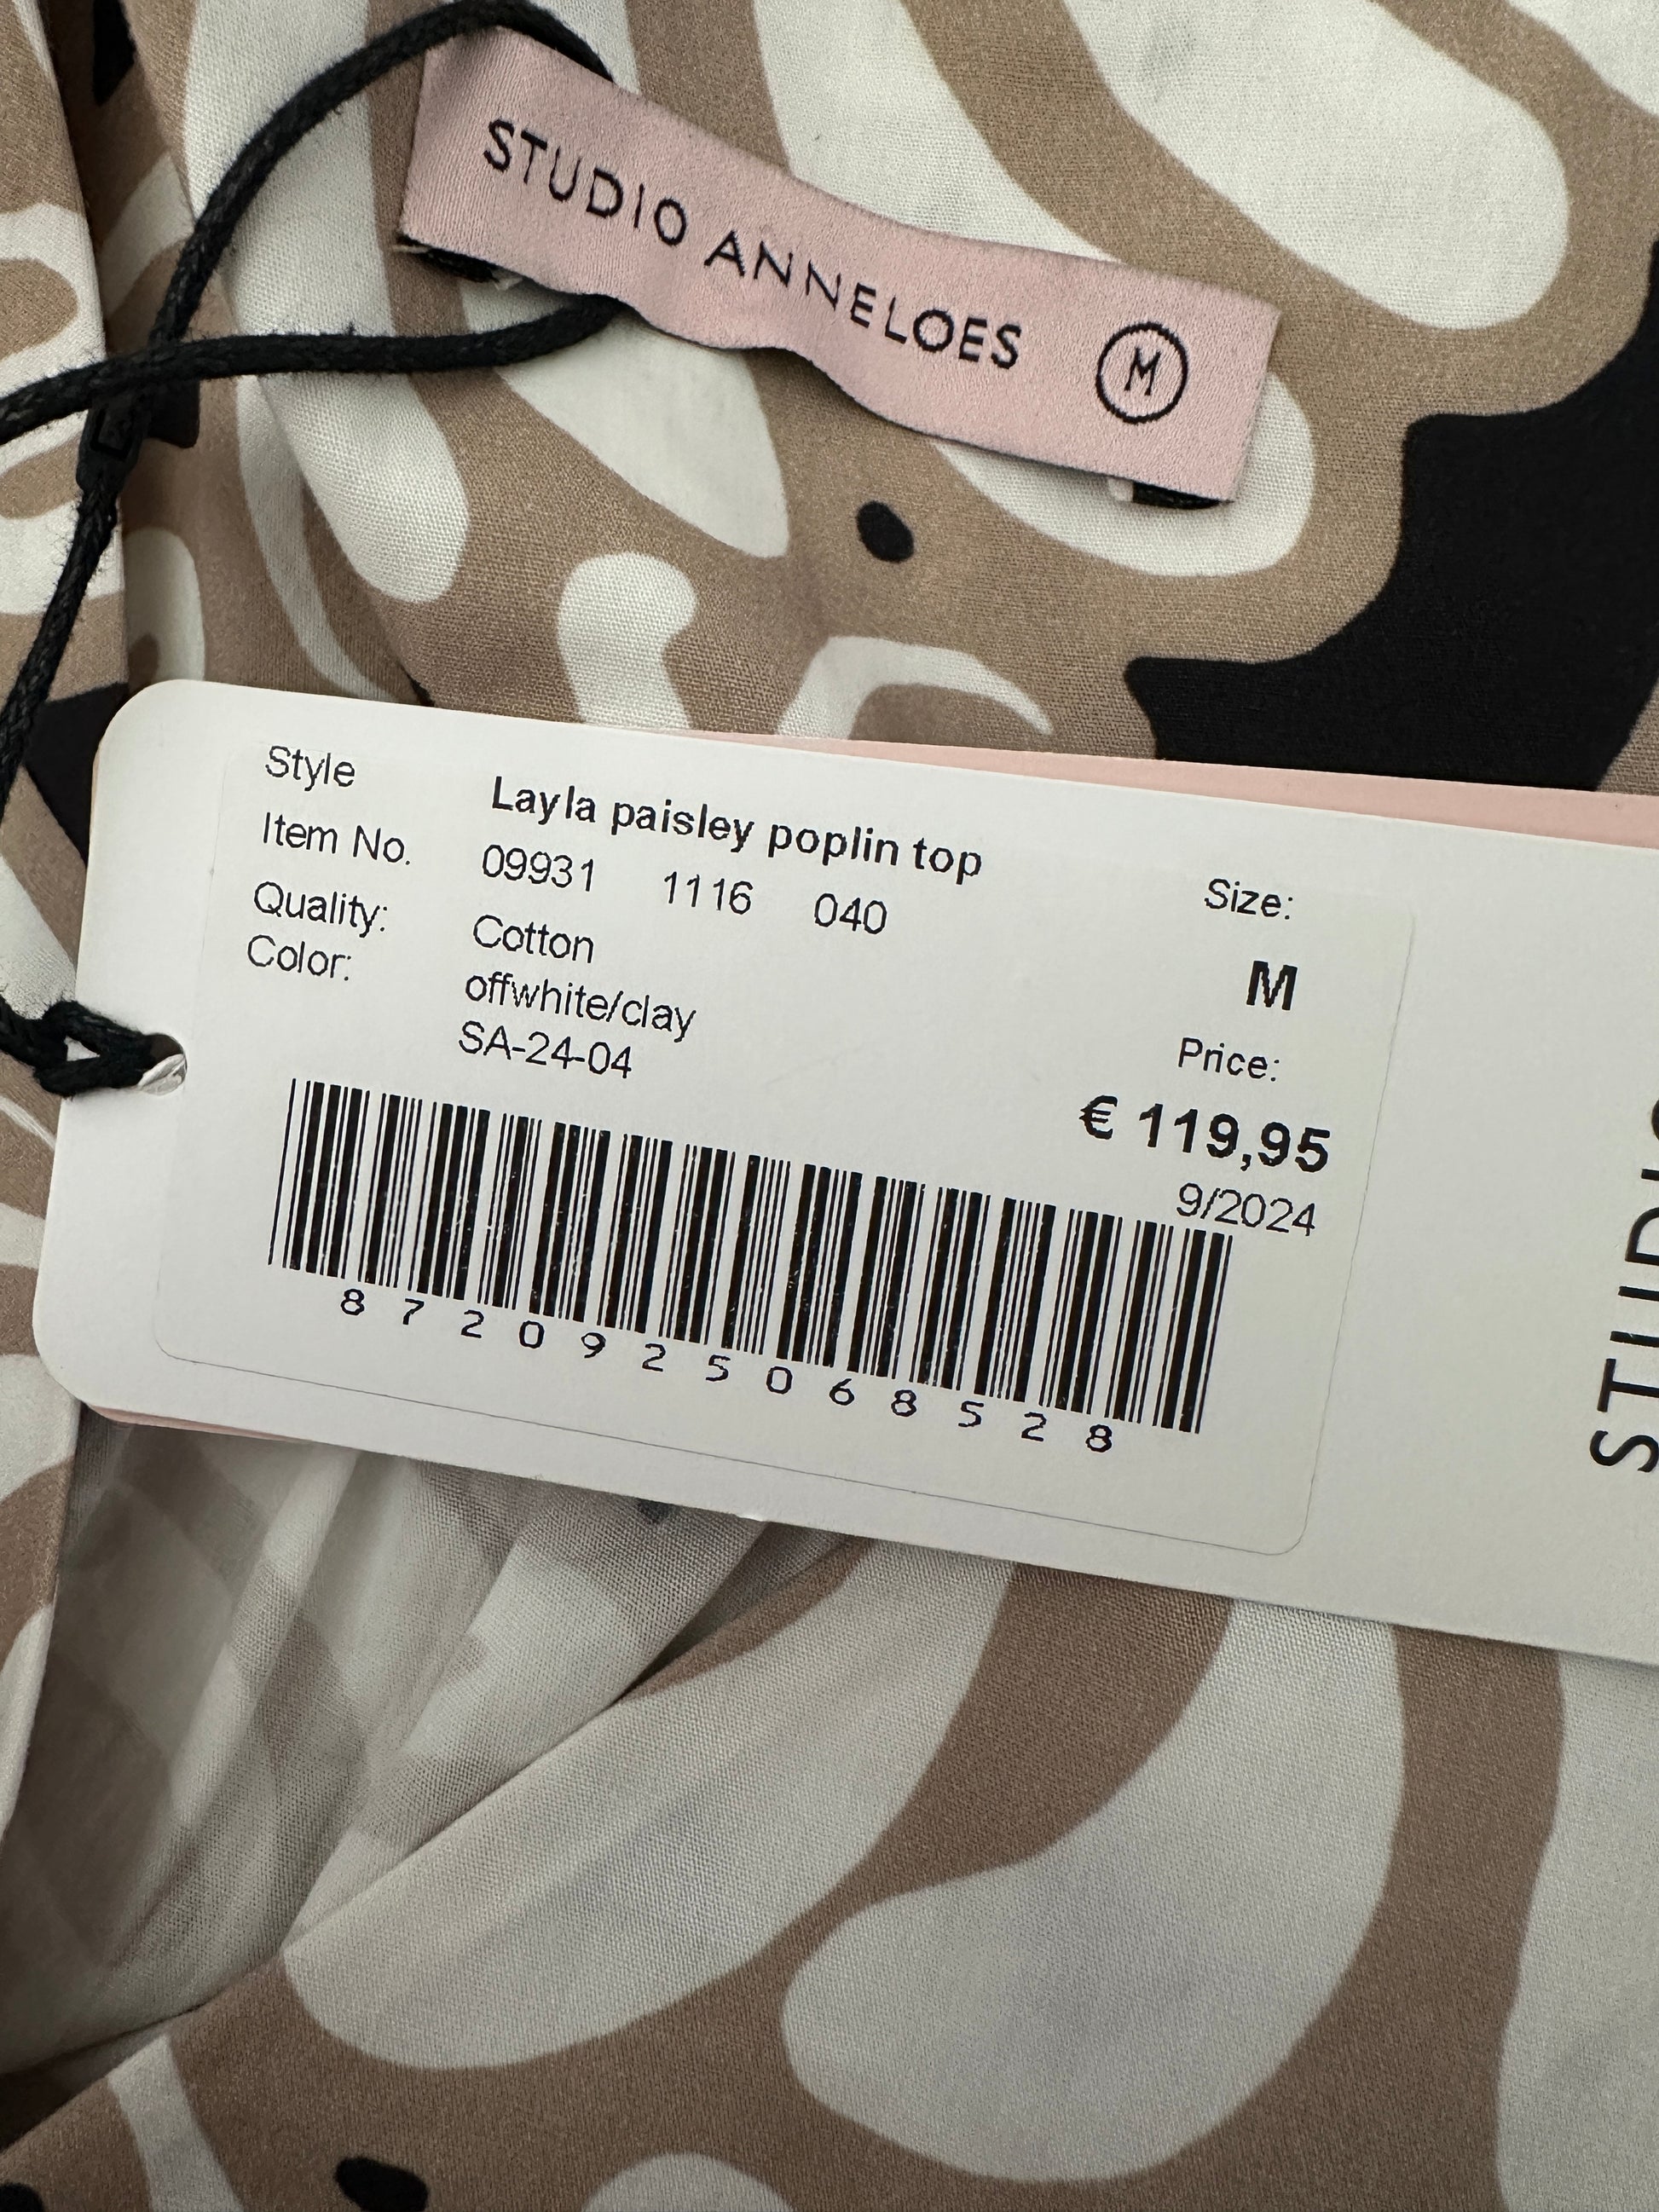 STUDIO ANNELOES M
Style Layla paisley poplin top
Item No. 09931 1116 040
Quality: Cotton
Color: offwhite/clay
SA-24-04
Size:
M
Price:
€ 119,95
9/2024
8720925068528
STUDIO